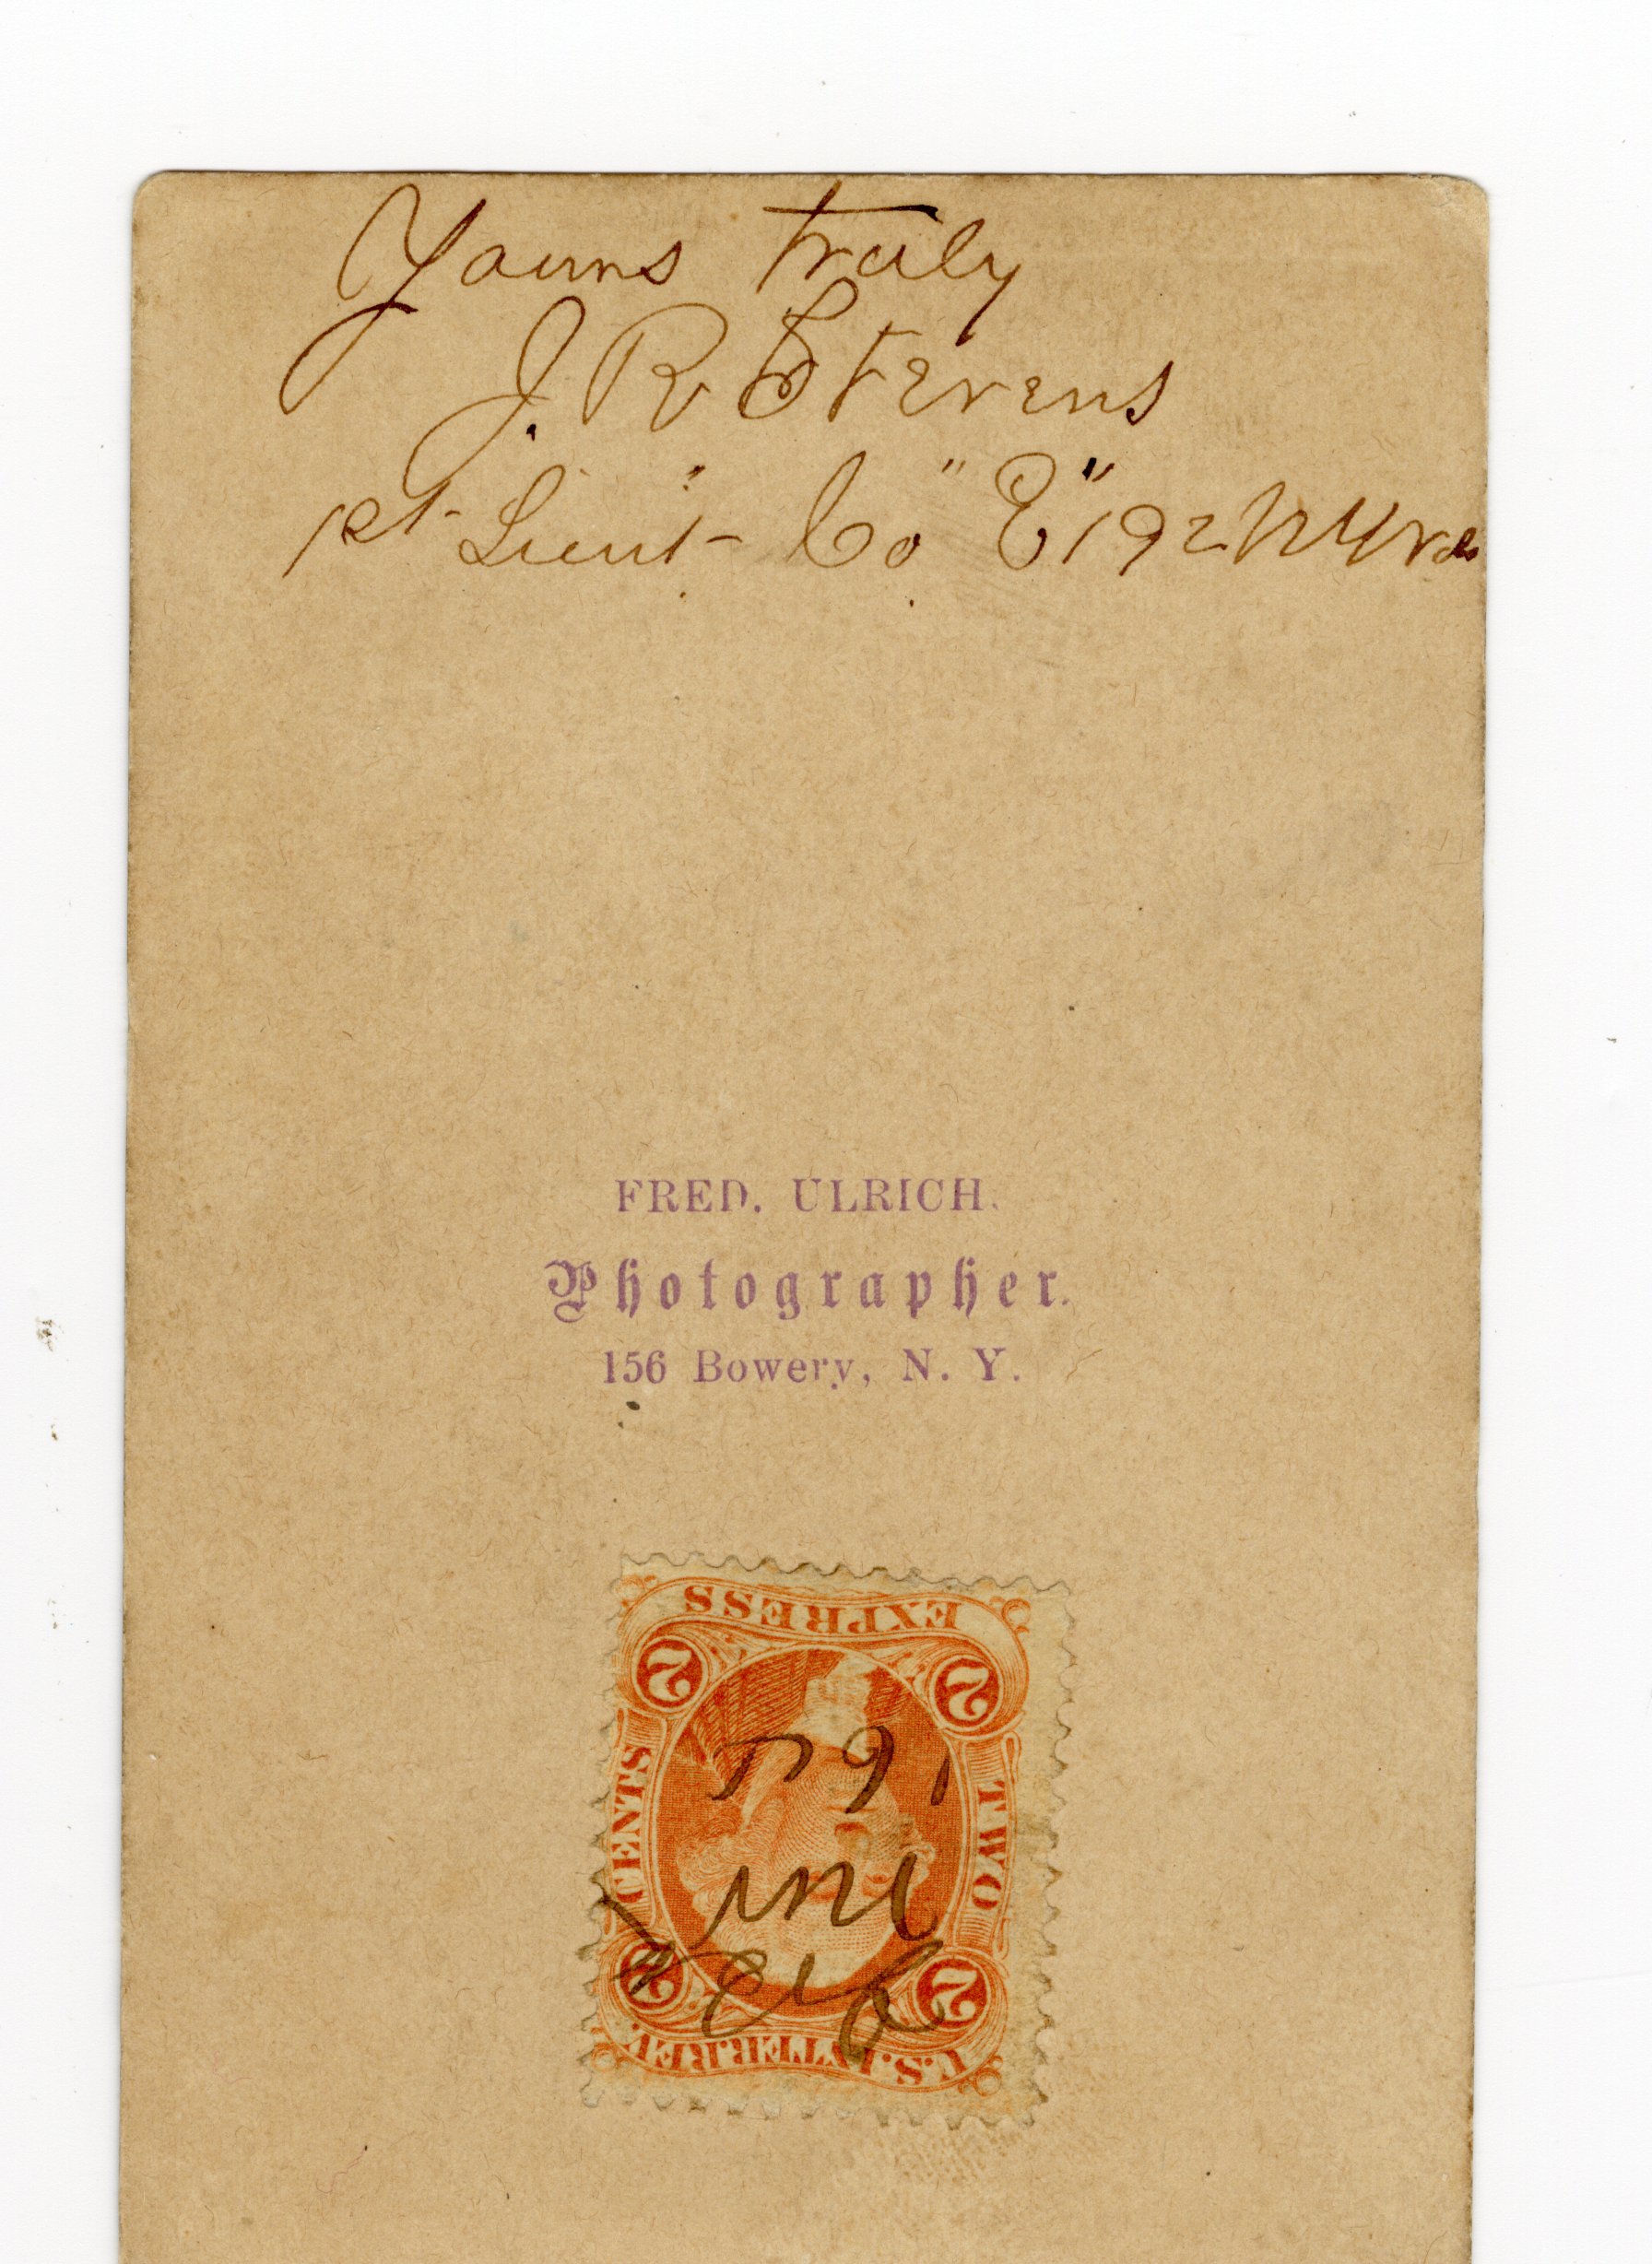 Yours truly
J. R Stevens
1st Lieut - Co "E" 192 N Y Vols
FRED. ULRICH.
Photographer.
156 Bowery, N. Y.
EXPRESS
2 2
CENTS TWO
2 2
U.S. INTER. REV.